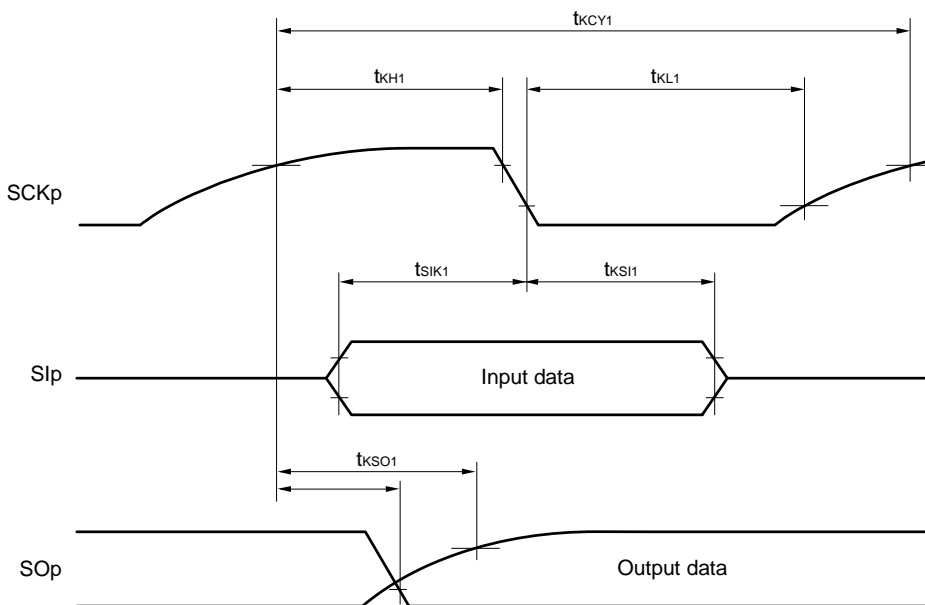 tKCY1
tKH1
tKL1
SCKp
tSIK1
tKSI1
SIp
Input data
tKSO1
SOp
Output data